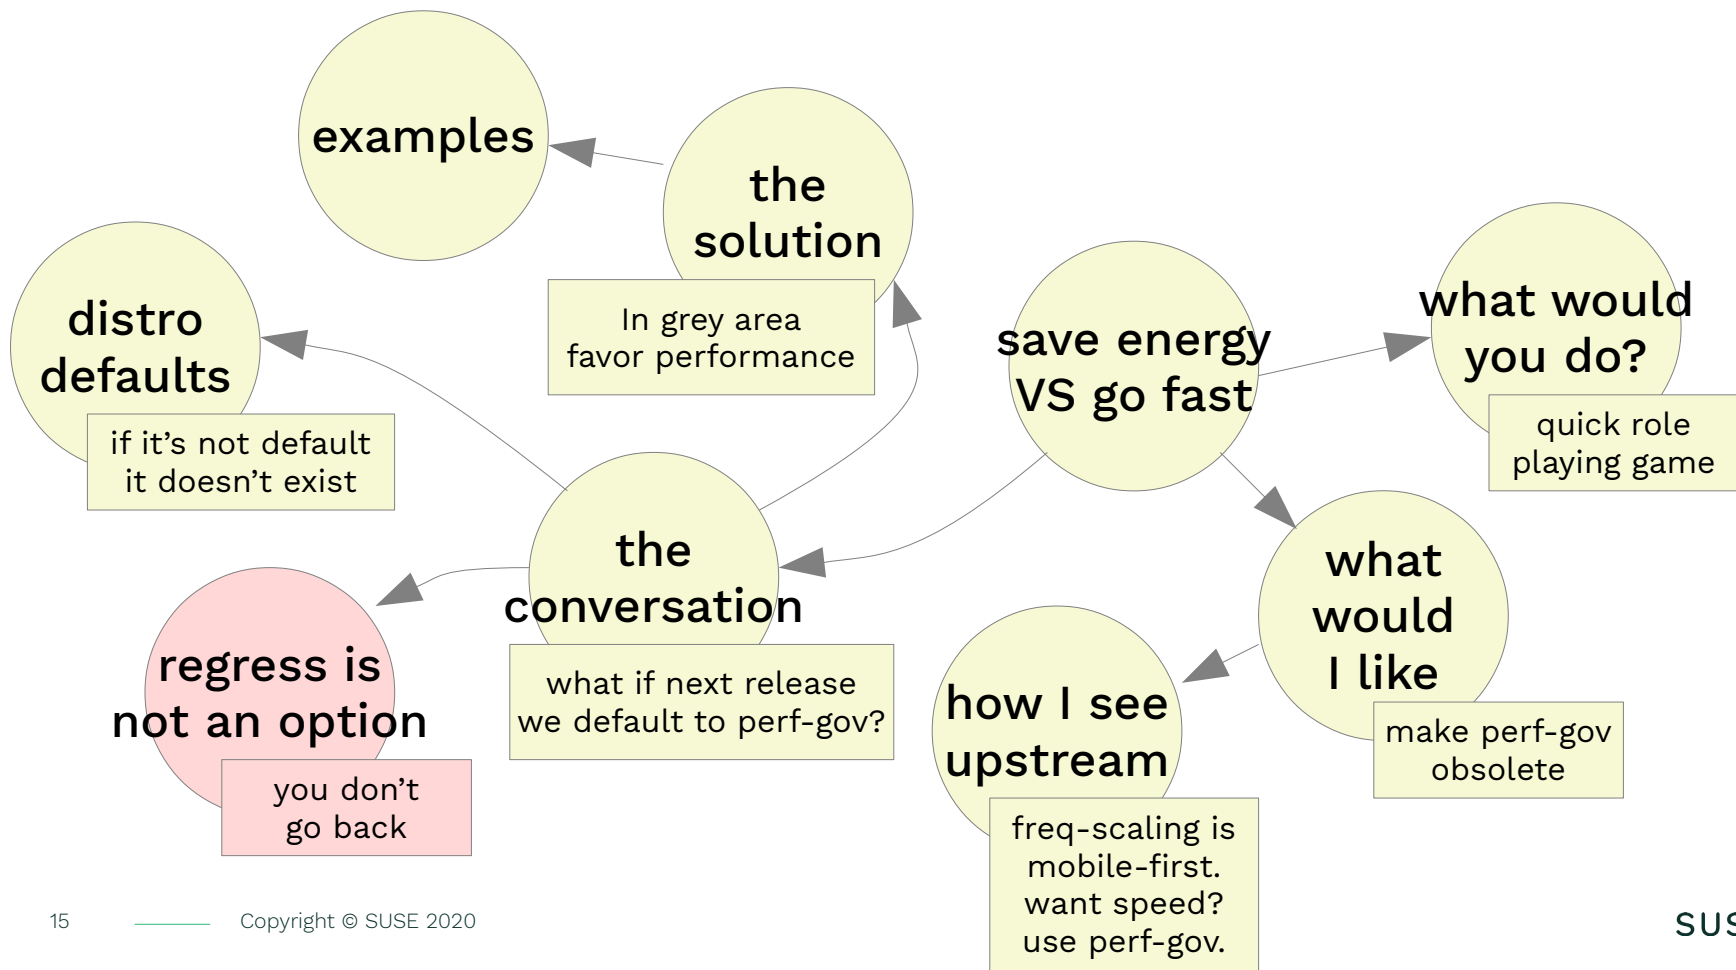 examples
the
solution
In grey area
favor performance
distro
defaults
if it's not default
it doesn't exist
save energy
VS go fast
what would
you do?
quick role
playing game
the
conversation
what if next release
we default to perf-gov?
regress is
not an option
you don't
go back
what
would
I like
make perf-gov
obsolete
how I see
upstream
freq-scaling is
mobile-first.
want speed?
use perf-gov.
15
Copyright © SUSE 2020
SUS